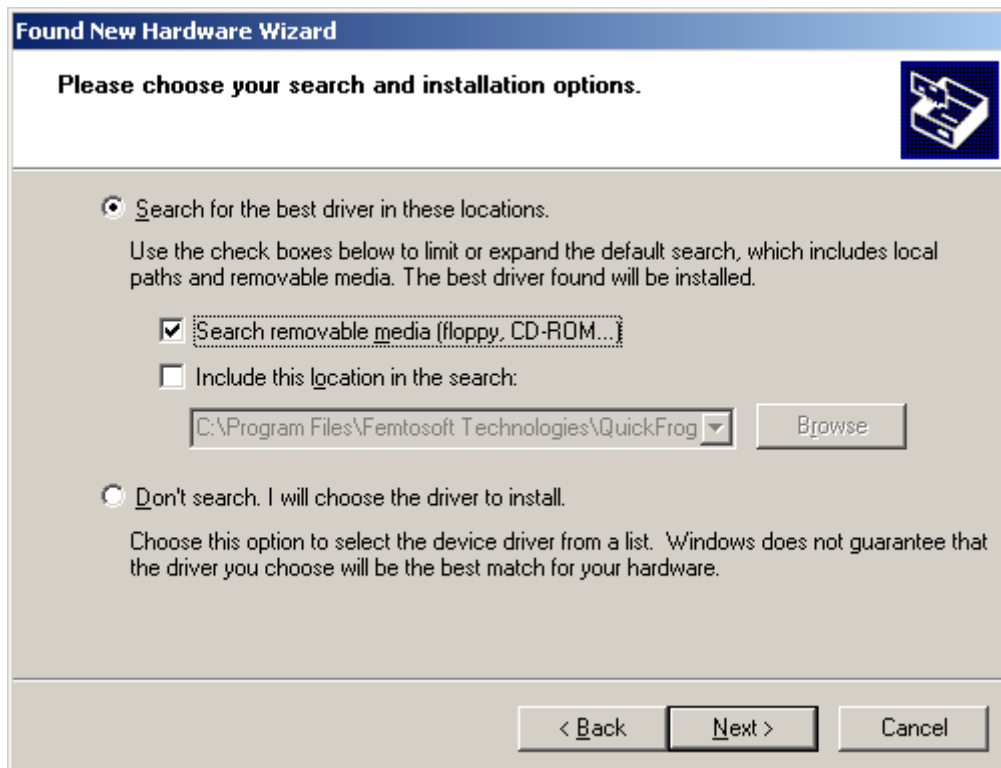 Found New Hardware Wizard
Please choose your search and installation options.
Search for the best driver in these locations.
Use the check boxes below to limit or expand the default search, which includes local
paths and removable media. The best driver found will be installed.
Search removable media (floppy, CD-ROM...)
Include this location in the search:
C:\Program Files\Femtosoft Technologies\QuickFrog
Browse
Don't search. I will choose the driver to install.
Choose this option to select the device driver from a list. Windows does not guarantee that
the driver you choose will be the best match for your hardware.
< Back
Next >
Cancel